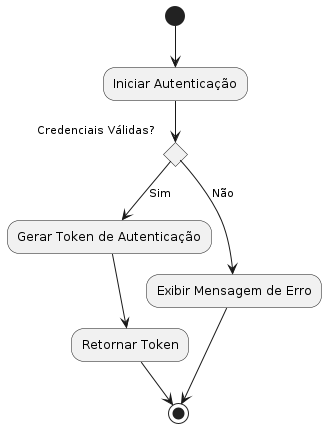 Iniciar Autenticação
Credenciais Válidas?
Sim
Não
Gerar Token de Autenticação
Exibir Mensagem de Erro
Retornar Token